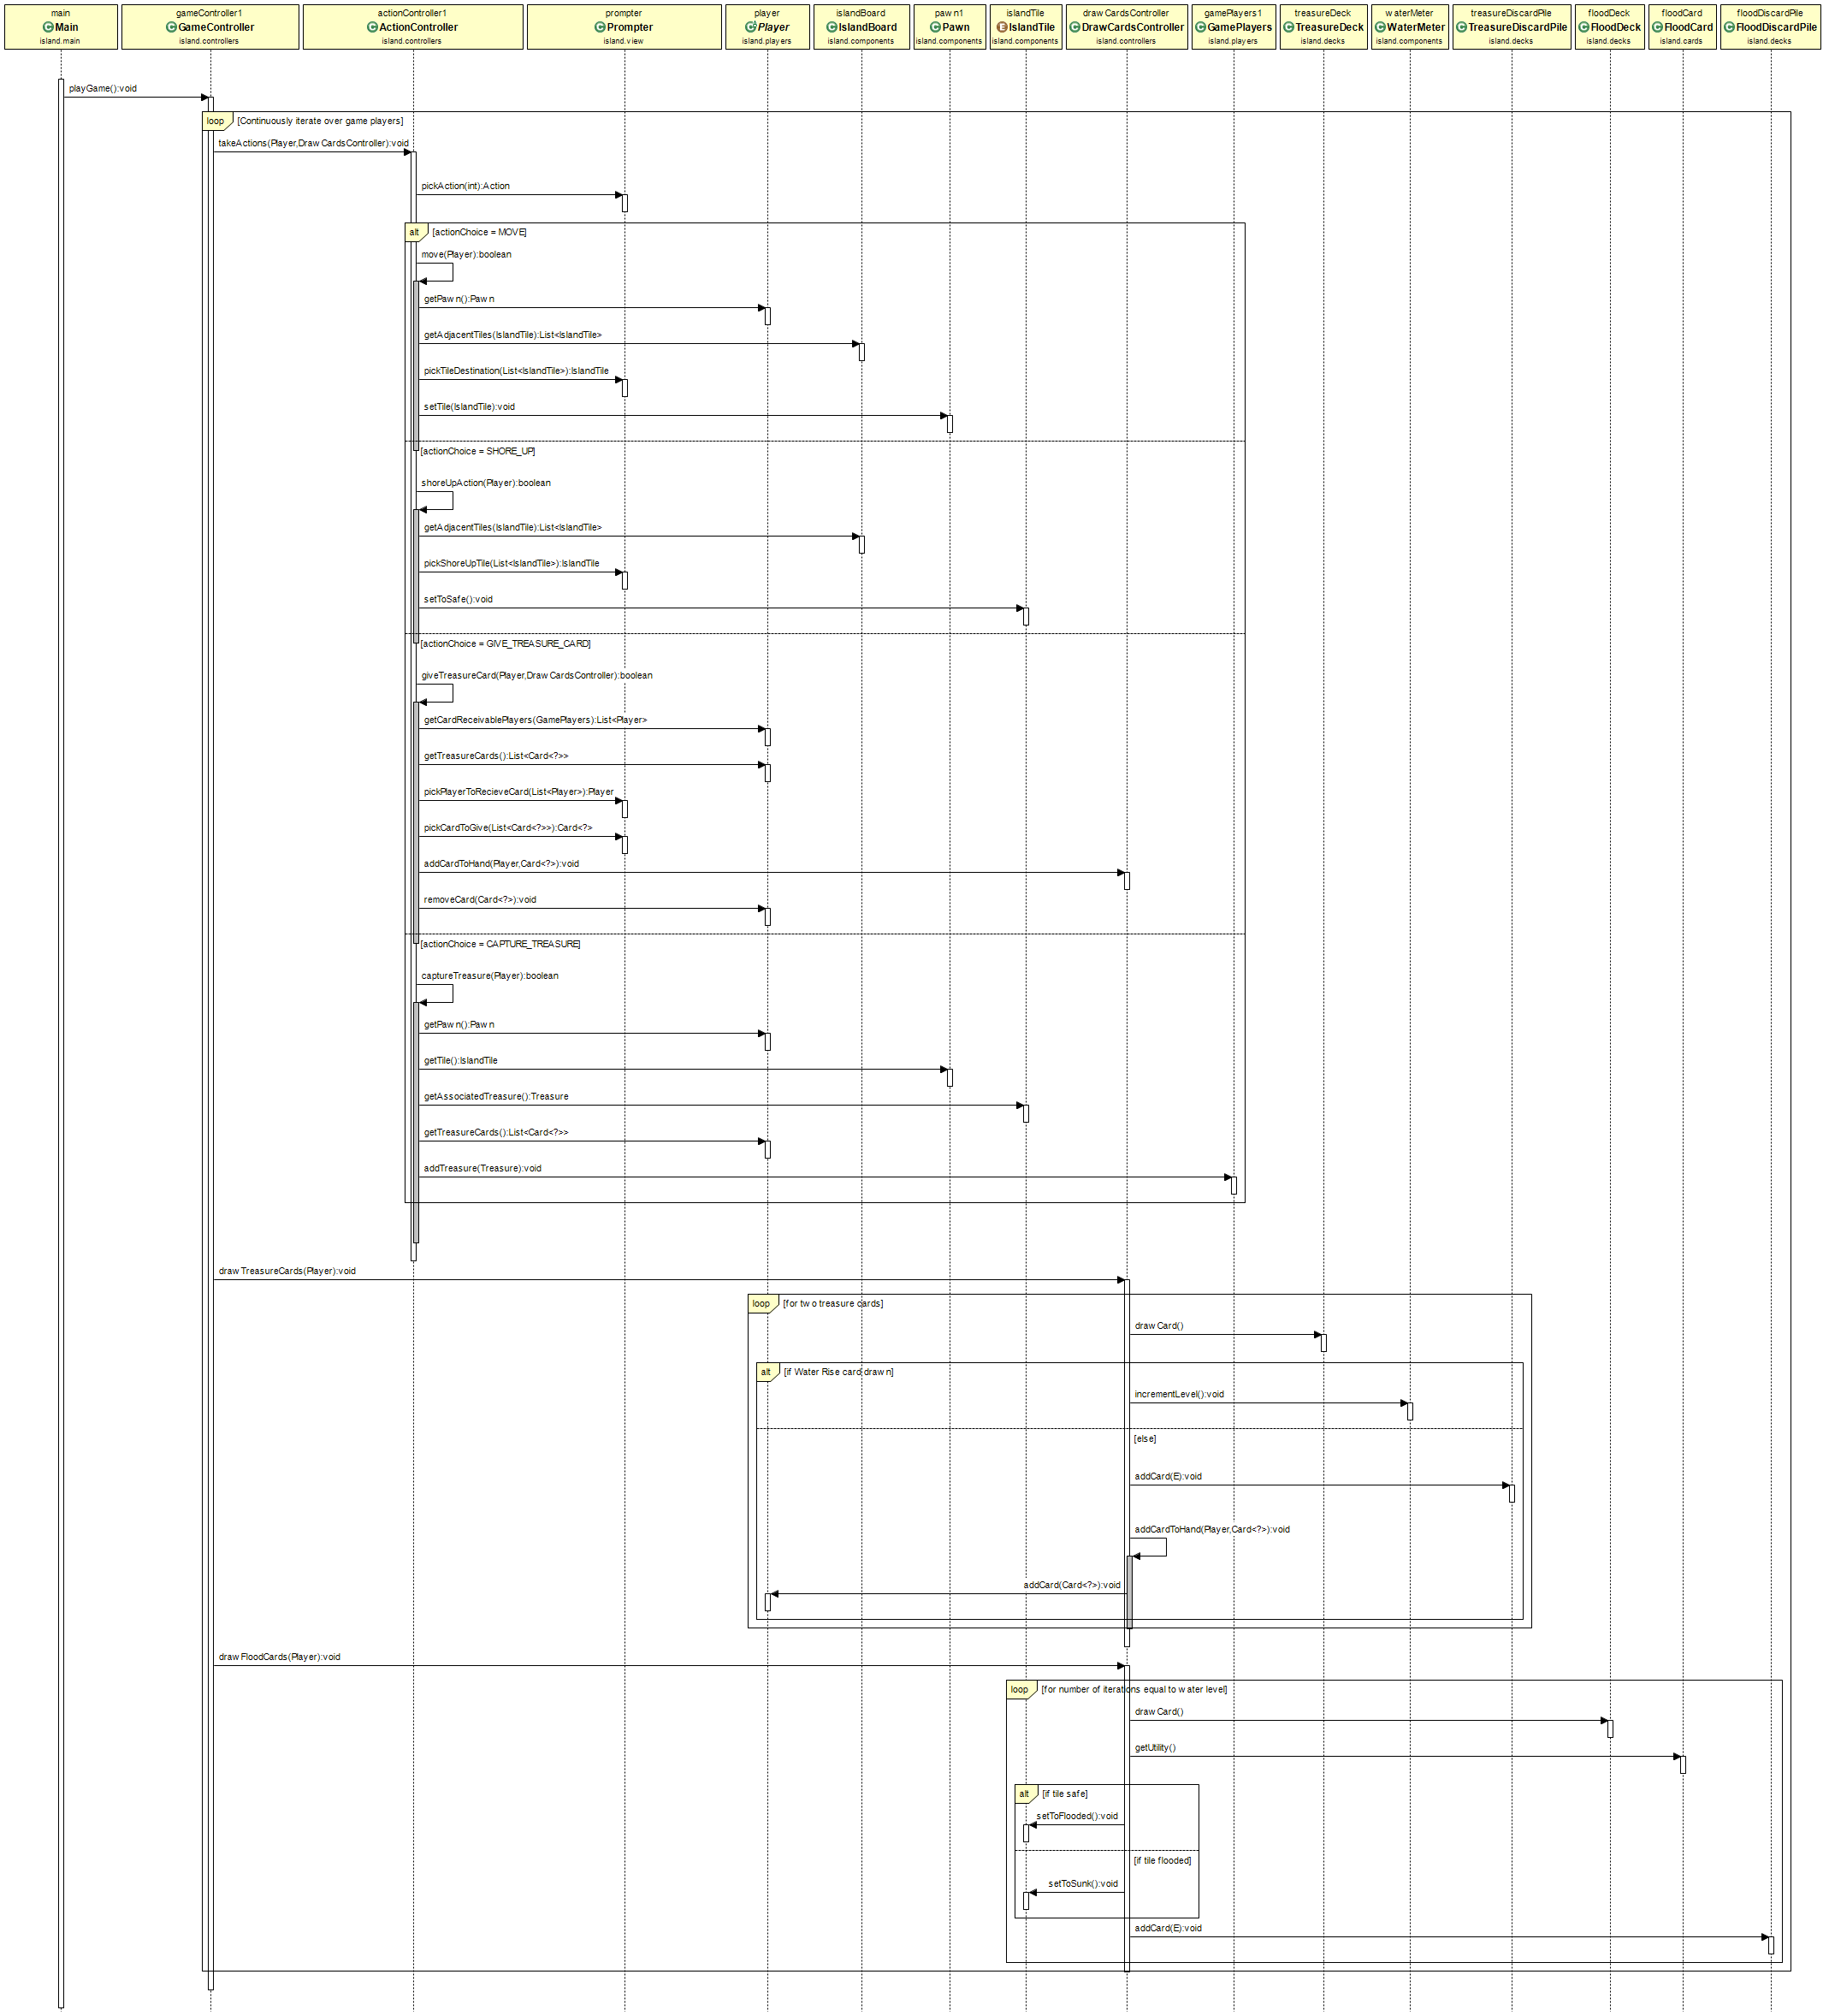 main
Main
island.main
gameController1
GameController
island.controllers
actionController1
ActionController
island.controllers
prompter
Prompter
island.view
player
Player
island.players
islandBoard
IslandBoard
island.components
pawn1
Pawn
island.components
islandTile
IslandTile
island.components
drawCardsController
DrawCardsController
island.controllers
gamePlayers1
GamePlayers
island.players
treasureDeck
TreasureDeck
island.decks
waterMeter
WaterMeter
island.components
treasureDiscardPile
TreasureDiscardPile
island.decks
floodDeck
FloodDeck
island.decks
floodCard
FloodCard
island.cards
floodDiscardPile
FloodDiscardPile
island.decks
playGame():void
loop [Continuously iterate over game players]
takeActions(Player,DrawCardsController):void
pickAction(int):Action
alt [actionChoice = MOVE]
move(Player):boolean
getPawn():Pawn
getAdjacentTiles(IslandTile):List<IslandTile>
pickTileDestination(List<IslandTile>):IslandTile
setTile(IslandTile):void
[actionChoice = SHORE_UP]
shoreUpAction(Player):boolean
getAdjacentTiles(IslandTile):List<IslandTile>
pickShoreUpTile(List<IslandTile>):IslandTile
setToSafe():void
[actionChoice = GIVE_TREASURE_CARD]
giveTreasureCard(Player,DrawCardsController):boolean
getCardReceivablePlayers(GamePlayers):List<Player>
getTreasureCards():List<Card<?>>
pickPlayerToRecieveCard(List<Player>):Player
pickCardToGive(List<Card<?>>):Card<?>
addCardToHand(Player,Card<?>):void
removeCard(Card<?>):void
[actionChoice = CAPTURE_TREASURE]
captureTreasure(Player):boolean
getPawn():Pawn
getTile():IslandTile
getAssociatedTreasure():Treasure
getTreasureCards():List<Card<?>>
addTreasure(Treasure):void
drawTreasureCards(Player):void
loop [for two treasure cards]
drawCard()
alt [if Water Rise card drawn]
incrementLevel():void
[else]
addCard(E):void
addCardToHand(Player,Card<?>):void
addCard(Card<?>):void
drawFloodCards(Player):void
loop [for number of iterations equal to water level]
drawCard()
getUtility()
alt [if tile safe]
setToFlooded():void
[if tile flooded]
setToSunk():void
addCard(E):void